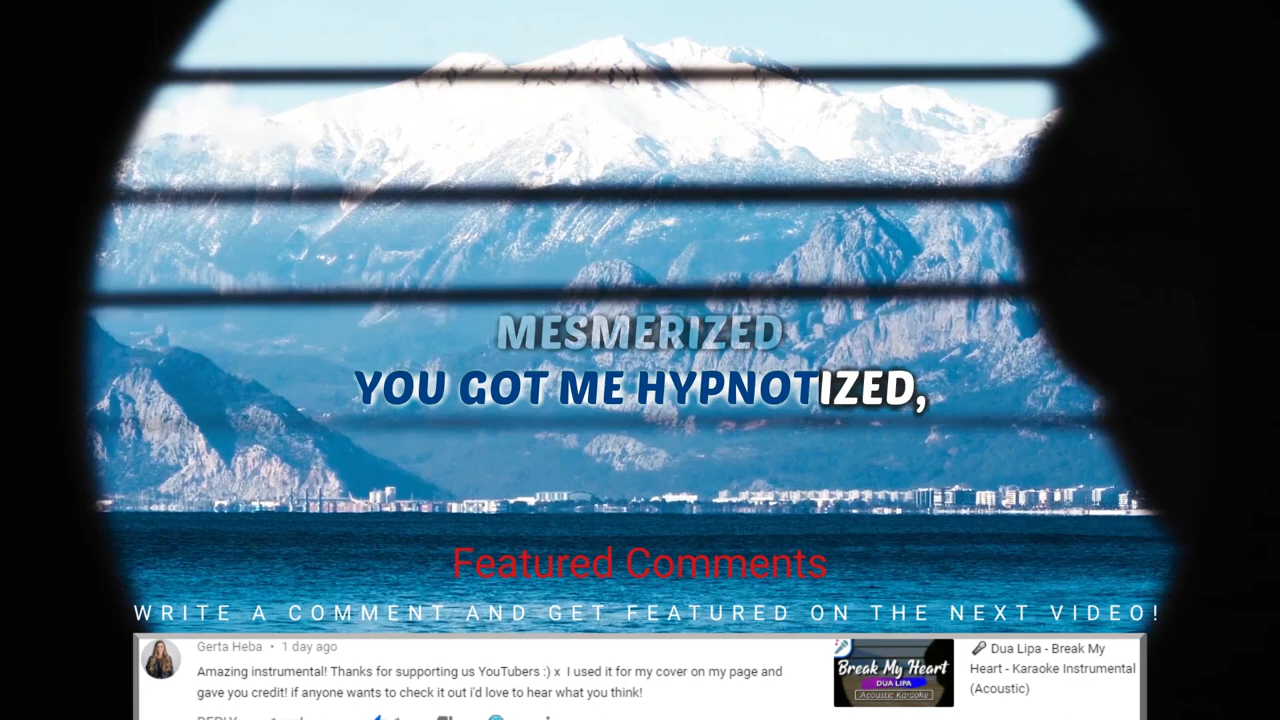 MESMERIZED
YOU GOT ME HYPNOTIZED,
Featured Comments
WRITE A COMMENT AND GET FEATURED ON THE NEXT VIDEO!
Gerta Heba • 1 day ago
Amazing instrumental! Thanks for supporting us YouTubers :) x I used it for my cover on my page and
gave you credit! if anyone wants to check it out i'd love to hear what you think!
Break My Heart
DUA LIPA
Acoustic Karaoke
🎤 Dua Lipa - Break My
Heart - Karaoke Instrumental
(Acoustic)